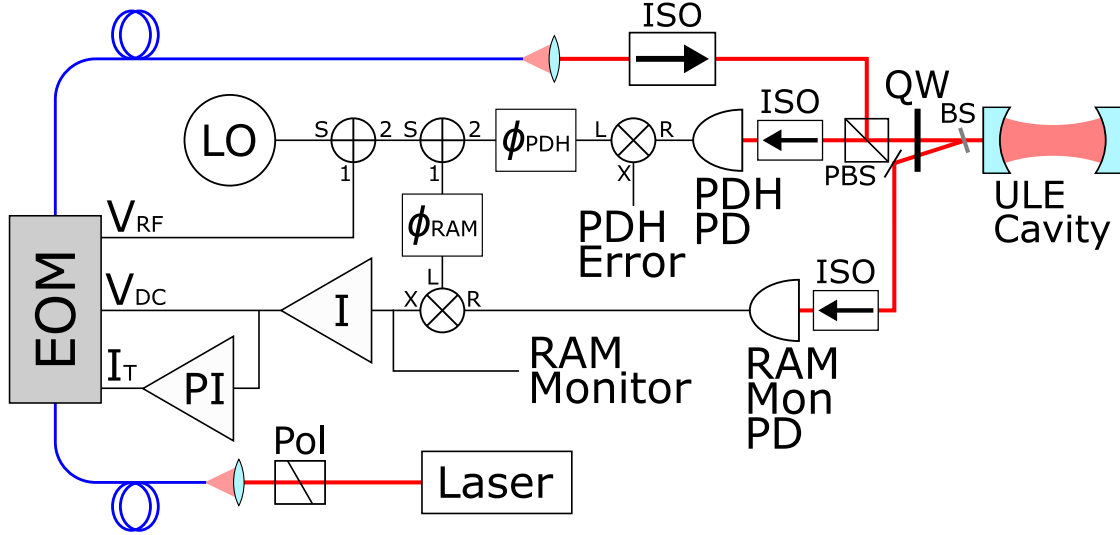 ISO
QW
BS
ISO
LO
S
2
S
2
ϕPDH
L
R
1
1
X
PBS
PDH
PD
ULE
Cavity
VRF
ϕRAM
PDH
Error
EOM
L
ISO
VDC
I
X
R
IT
PI
RAM
Monitor
RAM
Mon
PD
Pol
Laser